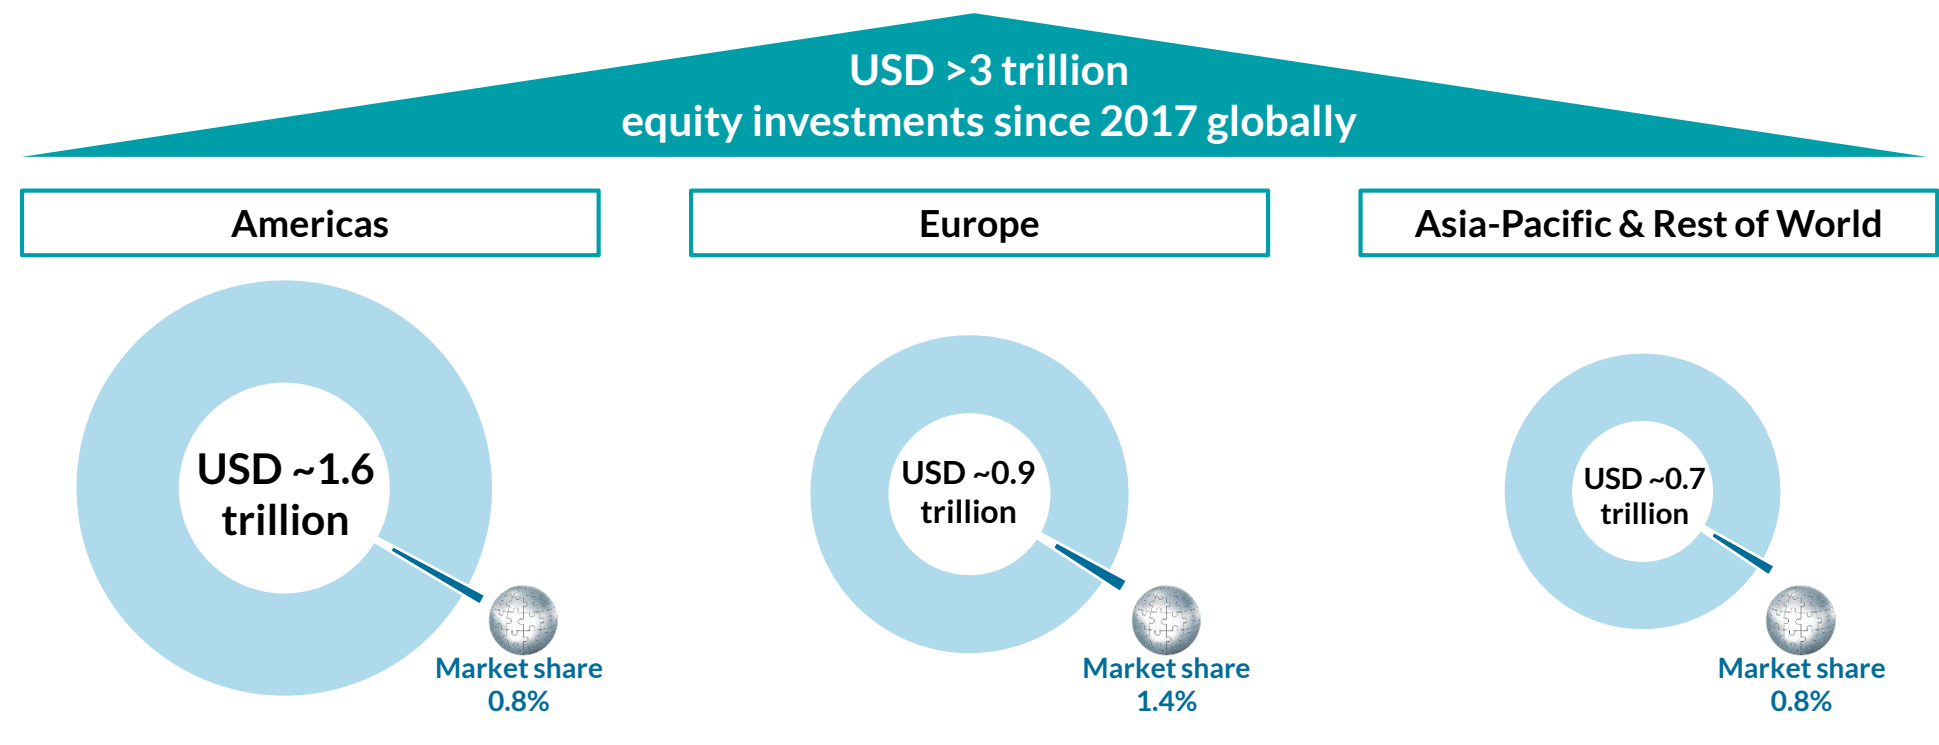 USD >3 trillion
equity investments since 2017 globally
Americas
Europe
Asia-Pacific & Rest of World
USD ~1.6
trillion
USD ~0.9
trillion
USD ~0.7
trillion
Market share
0.8%
Market share
1.4%
Market share
0.8%